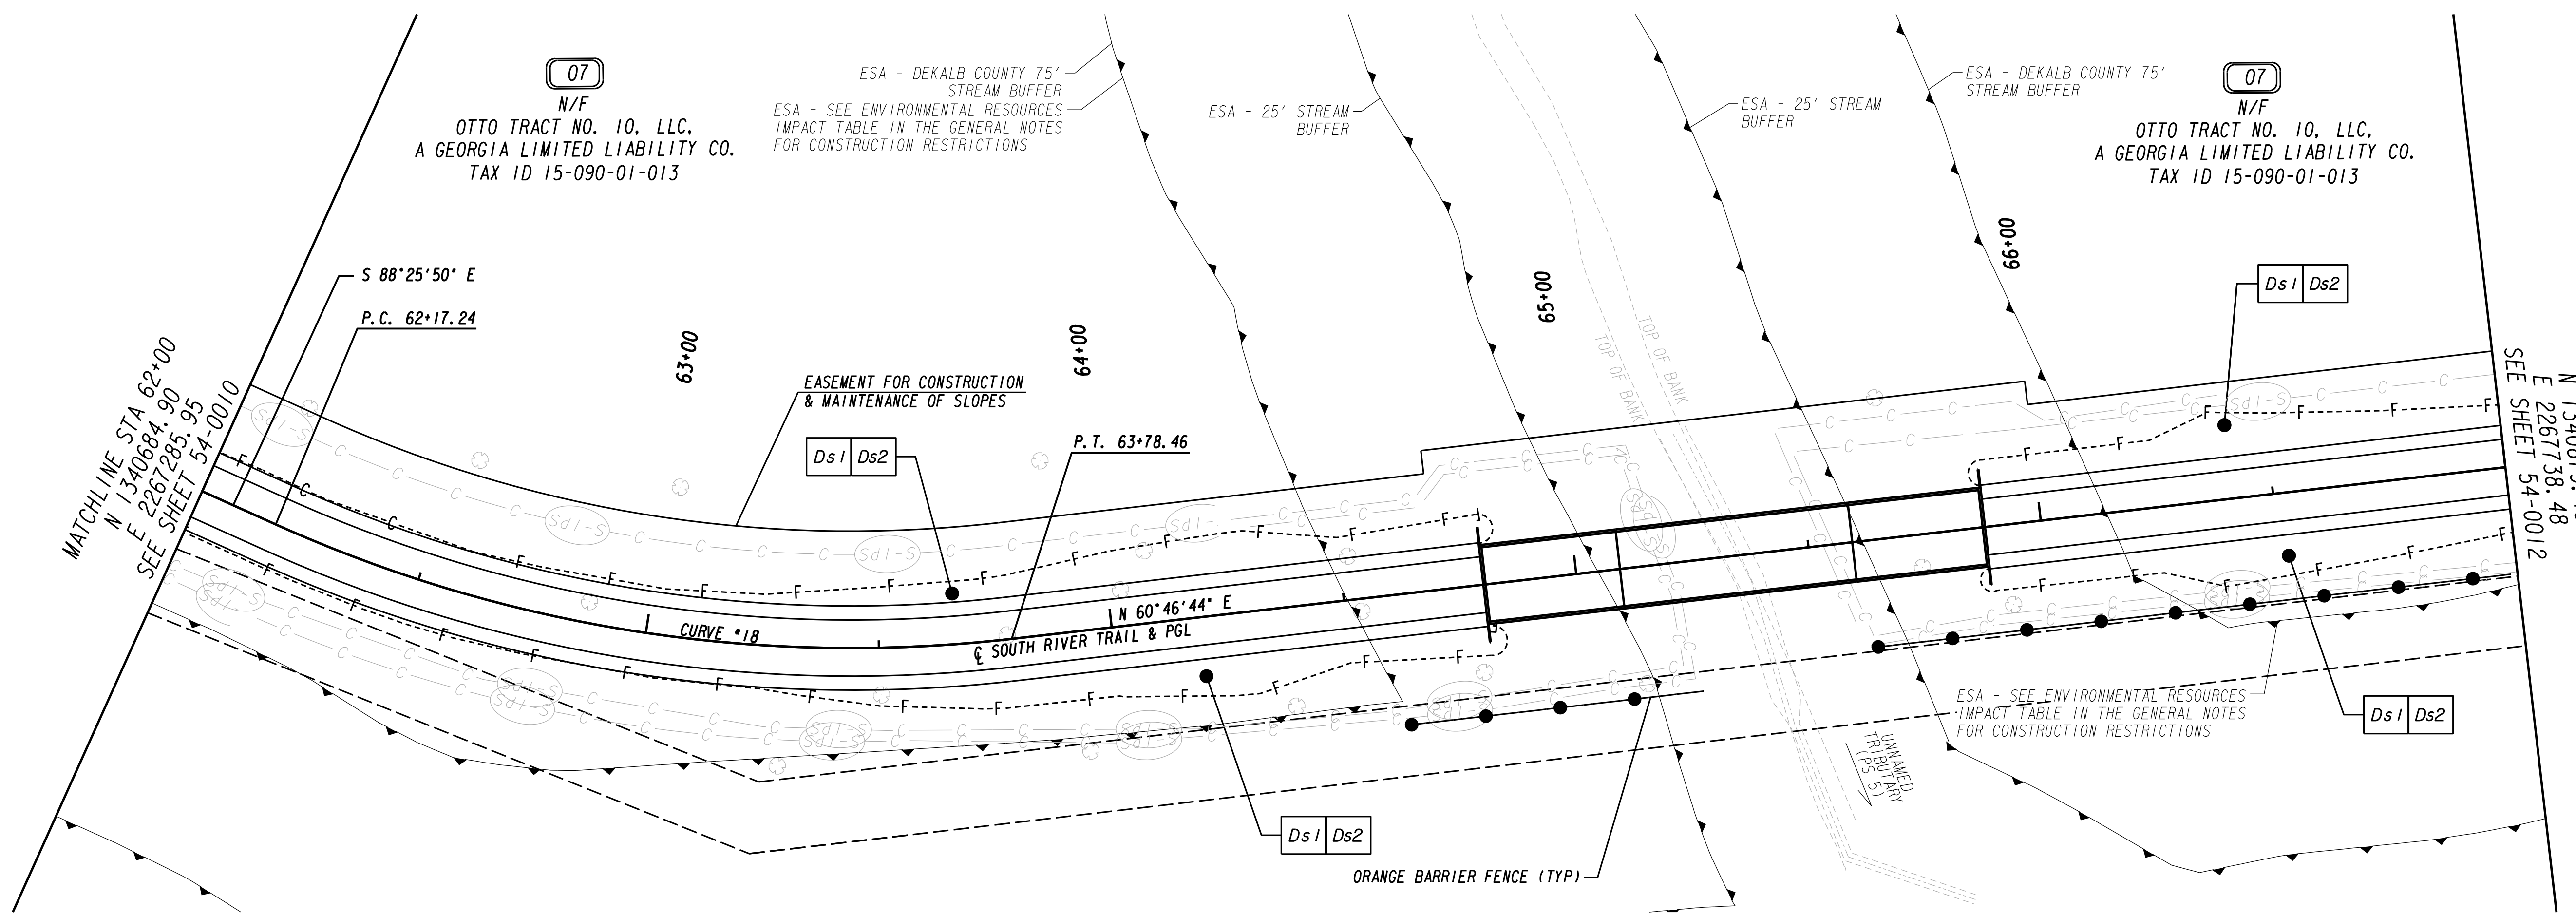 07
N/F
OTTO TRACT NO. 10, LLC,
A GEORGIA LIMITED LIABILITY CO.
TAX ID 15-090-01-013
ESA - DEKALB COUNTY 75'
STREAM BUFFER
ESA - SEE ENVIRONMENTAL RESOURCES
IMPACT TABLE IN THE GENERAL NOTES
FOR CONSTRUCTION RESTRICTIONS
ESA - 25' STREAM
BUFFER
ESA - 25' STREAM
BUFFER
ESA - DEKALB COUNTY 75'
STREAM BUFFER
07
N/F
OTTO TRACT NO. 10, LLC,
A GEORGIA LIMITED LIABILITY CO.
TAX ID 15-090-01-013
S 88°25'50" E
P.C. 62+17.24
MATCHLINE STA 62+00
N 1340684.90
E 2267285.95
SEE SHEET 54-0010
63+00
64+00
65+00
66+00
EASEMENT FOR CONSTRUCTION
& MAINTENANCE OF SLOPES
Ds1 Ds2
P.T. 63+78.46
TOP OF BANK
TOP OF BANK
Ds1 Ds2
E 2267738.48
SEE SHEET 54-0012
CURVE #18
N 60°46'44" E
℄ SOUTH RIVER TRAIL & PGL
ESA - SEE ENVIRONMENTAL RESOURCES
IMPACT TABLE IN THE GENERAL NOTES
FOR CONSTRUCTION RESTRICTIONS
Ds1 Ds2
UNNAMED
TRIBUTARY
(PS 5)
Ds1 Ds2
ORANGE BARRIER FENCE (TYP)